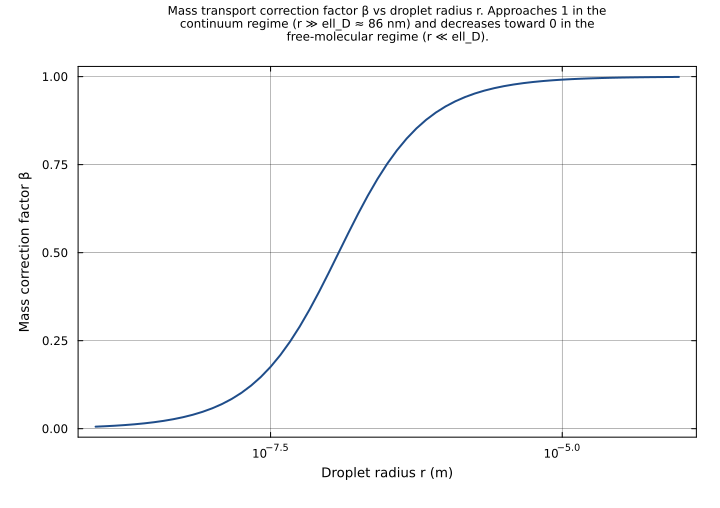 Mass transport correction factor β vs droplet radius r. Approaches 1 in the
continuum regime (r ≫ ell_D ≈ 86 nm) and decreases toward 0 in the
free-molecular regime (r ≪ ell_D).
1.00
0.75
0.50
0.25
0.00
Mass correction factor β
10⁻⁷·⁵
10⁻⁵·⁰
Droplet radius r (m)